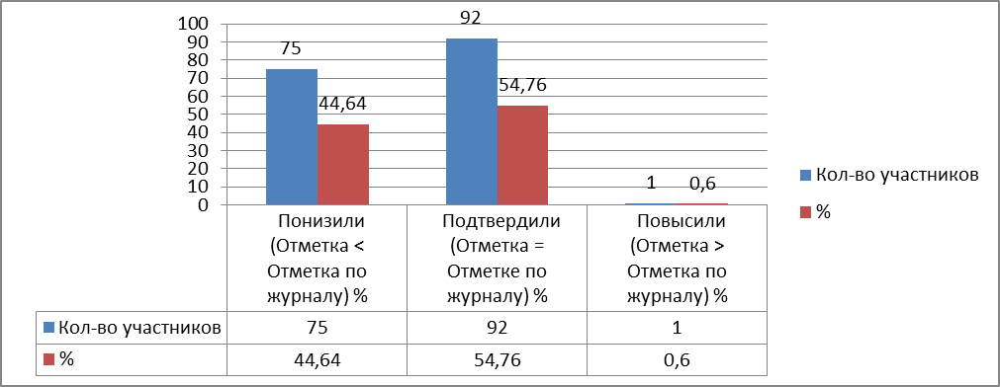 100
90
80
70
60
50
40
30
20
10
0
75
44,64
92
54,76
1
0,6
Кол-во участников
%
Понизили
(Отметка <
Отметка по
журналу) %
Подтвердили
(Отметка =
Отметке по
журналу) %
Повысили
(Отметка >
Отметка по
журналу) %
Кол-во участников 75 92 1
% 44,64 54,76 0,6